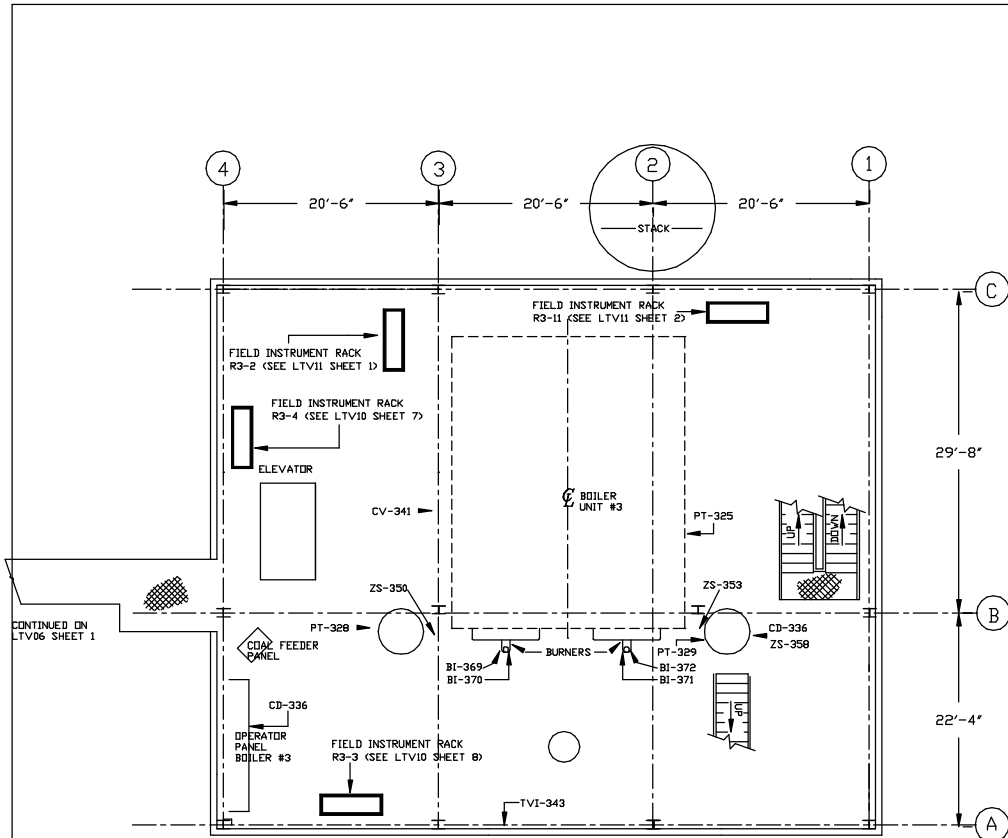 4
3
2
1
20'-6"
20'-6"
20'-6"
STACK
C
FIELD INSTRUMENT RACK
R3-11 (SEE LTV11 SHEET 2)
FIELD INSTRUMENT RACK
R3-2 (SEE LTV11 SHEET 1)
FIELD INSTRUMENT RACK
R3-4 (SEE LTV10 SHEET 7)
29'-8"
ELEVATOR
CL BOILER
UNIT #3
CV-341
PT-325
UP
DOWN
ZS-350
ZS-353
B
CONTINUED ON
LTV06 SHEET 1
PT-328
CD-336
ZS-358
COAL FEEDER
PANEL
BURNERS
PT-329
BI-369
BI-370
BI-372
BI-371
CD-336
UP
22'-4"
OPERATOR
PANEL
BOILER #3
FIELD INSTRUMENT RACK
R3-3 (SEE LTV10 SHEET 8)
TVI-343
A